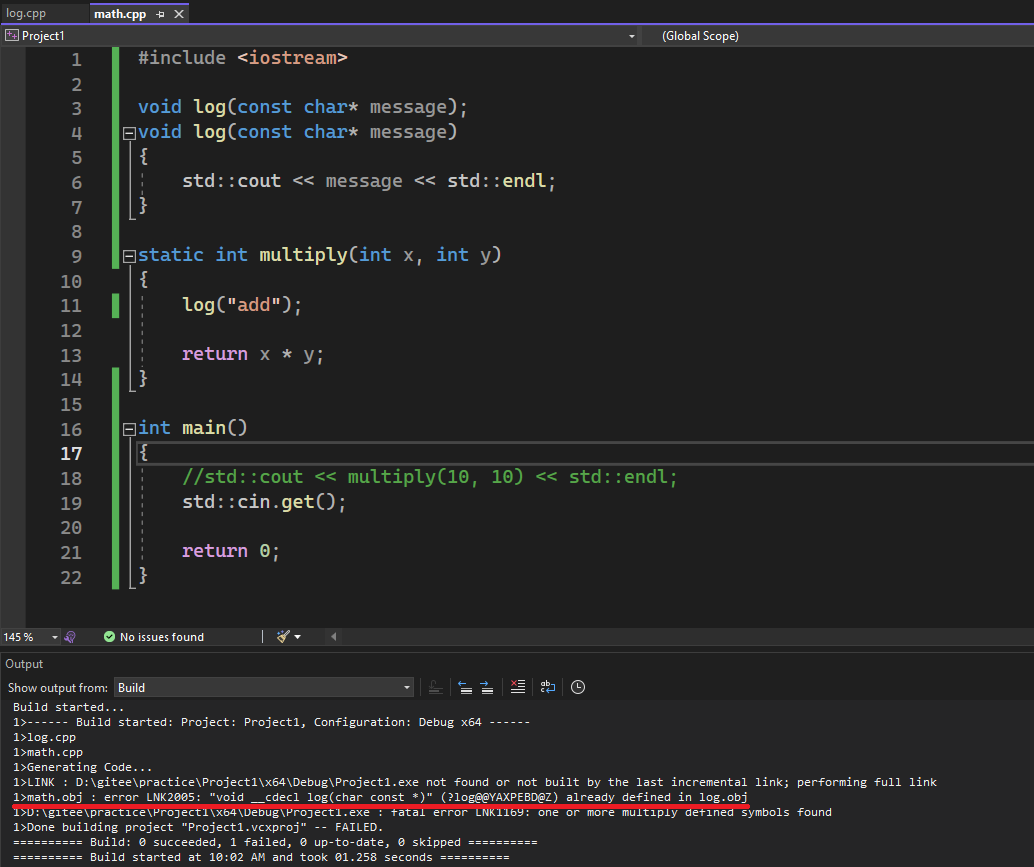 log.cpp math.cpp
Project1 (Global Scope)
1 #include <iostream>
2
3 void log(const char* message);
4 void log(const char* message)
5 {
6 std::cout << message << std::endl;
7 }
8
9 static int multiply(int x, int y)
10 {
11 log("add");
12
13 return x * y;
14 }
15
16 int main()
17 {
18 //std::cout << multiply(10, 10) << std::endl;
19 std::cin.get();
20
21 return 0;
22 }
145 % No issues found
Output
Show output from: Build
Build started...
1>------ Build started: Project: Project1, Configuration: Debug x64 ------
1>log.cpp
1>math.cpp
1>Generating Code...
1>LINK : D:\gitee\practice\Project1\x64\Debug\Project1.exe not found or not built by the last incremental link; performing full link
1>math.obj : error LNK2005: "void __cdecl log(char const *)" (?log@@YAXPEBD@Z) already defined in log.obj
1>D:\gitee\practice\Project1\x64\Debug\Project1.exe : fatal error LNK1169: one or more multiply defined symbols found
1>Done building project "Project1.vcxproj" -- FAILED.
========== Build: 0 succeeded, 1 failed, 0 up-to-date, 0 skipped ==========
========== Build started at 10:02 AM and took 01.258 seconds ==========